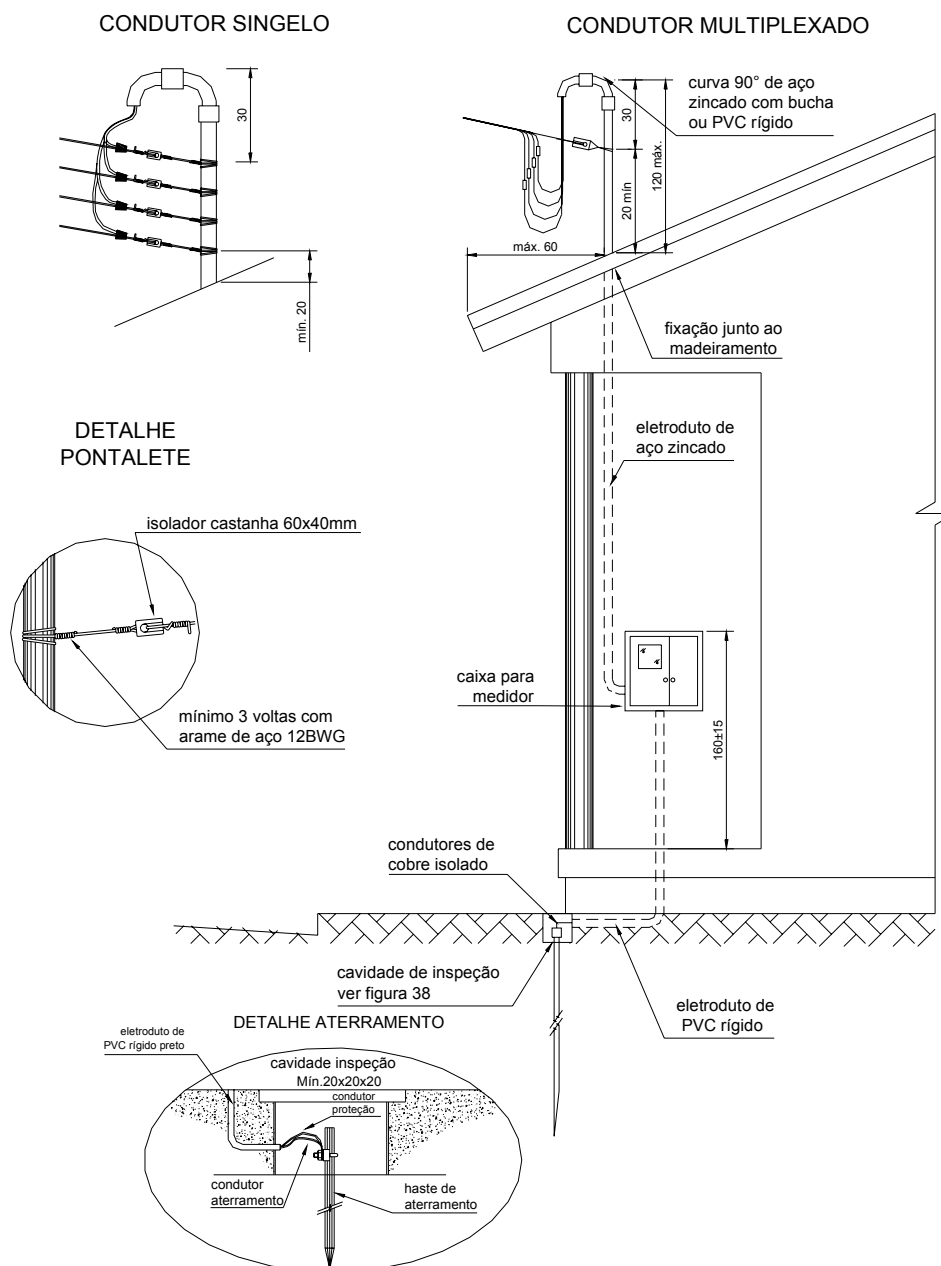 CONDUTOR SINGELO
CONDUTOR MULTIPLEXADO
30
mín. 20
curva 90° de aço
zincado com bucha
ou PVC rígido
30
20 mín
120 máx.
máx. 60
fixação junto ao
madeiramento
DETALHE
PONTALETE
eletroduto de
aço zincado
isolador castanha 60x40mm
mínimo 3 voltas com
arame de aço 12BWG
caixa para
medidor
160±15
condutores de
cobre isolado
cavidade de inspeção
ver figura 38
eletroduto de
PVC rígido
DETALHE ATERRAMENTO
eletroduto de
PVC rígido preto
cavidade inspeção
Mín.20x20x20
condutor
proteção
condutor
aterramento
haste de
aterramento